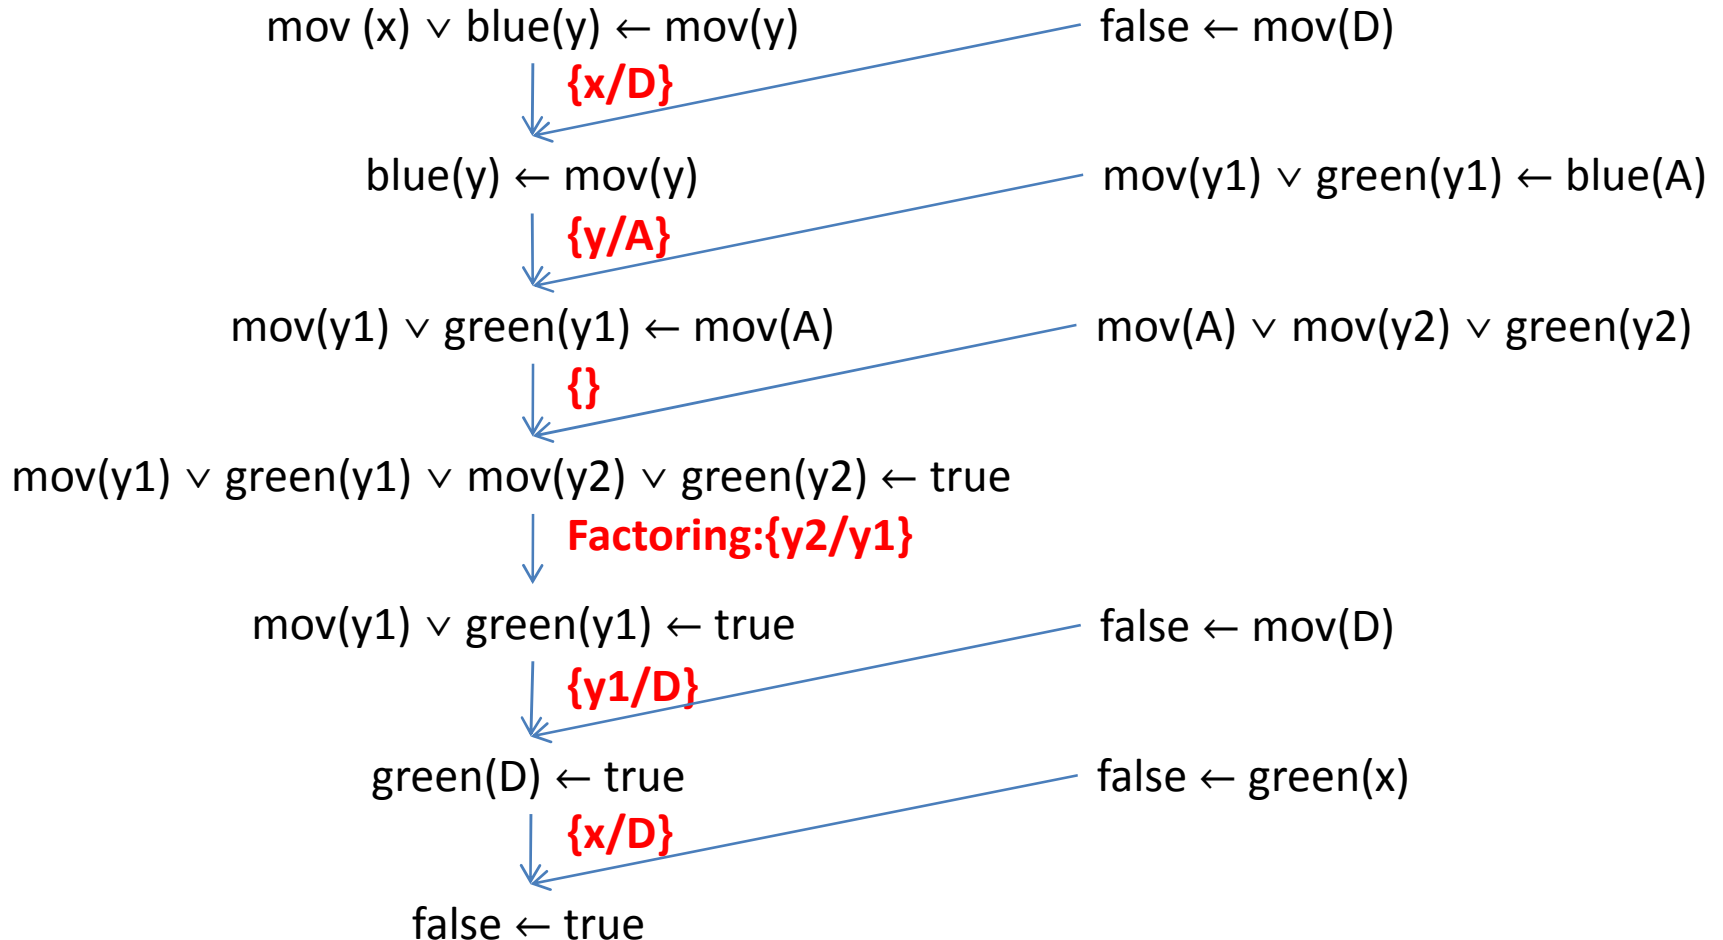 mov (x) ∨ blue(y) ← mov(y) false ← mov(D)
{x/D}
blue(y) ← mov(y) mov(y1) ∨ green(y1) ← blue(A)
{y/A}
mov(y1) ∨ green(y1) ← mov(A) mov(A) ∨ mov(y2) ∨ green(y2)
{}
mov(y1) ∨ green(y1) ∨ mov(y2) ∨ green(y2) ← true
Factoring:{y2/y1}
mov(y1) ∨ green(y1) ← true false ← mov(D)
{y1/D}
green(D) ← true false ← green(x)
{x/D}
false ← true